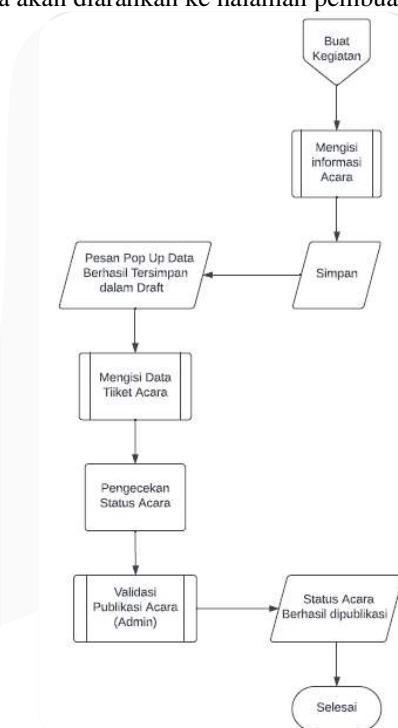 a akan diarahkan ke halaman pembua
Buat
Kegiatan
Mengisi
informasi
Acara
Simpan
Pesan Pop Up Data
Berhasil Tersimpan
dalam Draft
Mengisi Data
Tiiket Acara
Pengecekan
Status Acara
Validasi
Publikasi Acara
(Admin)
Status Acara
Berhasil dipublikasi
Selesai